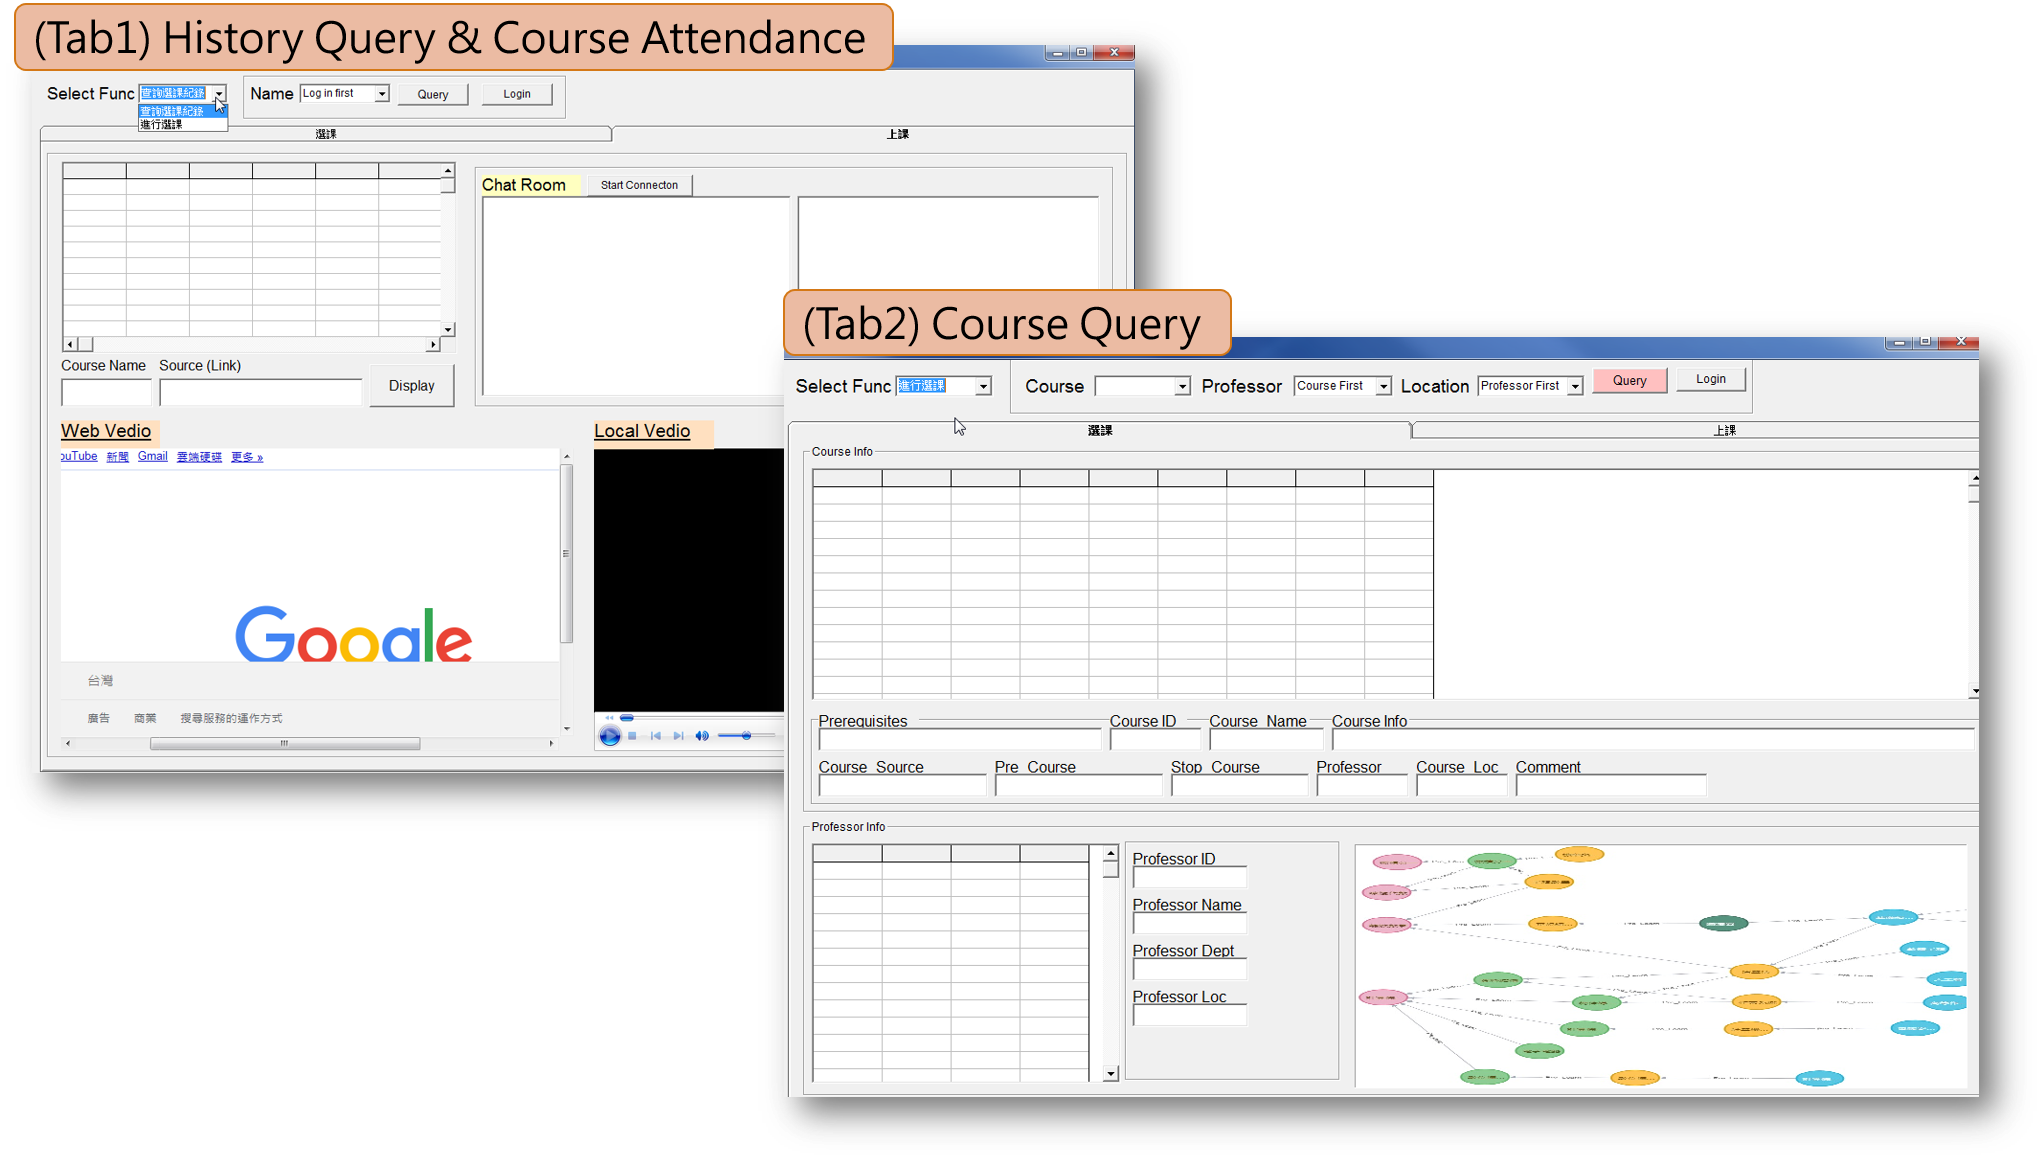 (Tab1) History Query & Course Attendance
Select Func 查詢選課紀錄 Name Log in first Query Login
查詢選課紀錄
進行選課
選課 上課
Chat Room Start Connecton
Course Name Source (Link)
Display
Web Vedio Local Vedio
ouTube 新聞 Gmail 雲端硬碟 更多 »
Google
台灣
廣告 商業 搜尋服務的運作方式
(Tab2) Course Query
Select Func 進行選課 Course Professor Course First Location Professor First Query Login
選課 上課
Course Info
Prerequisites Course ID Course Name Course Info
Course Source Pre Course Stop Course Professor Course Loc Comment
Professor Info
Professor ID
Professor Name
Professor Dept
Professor Loc